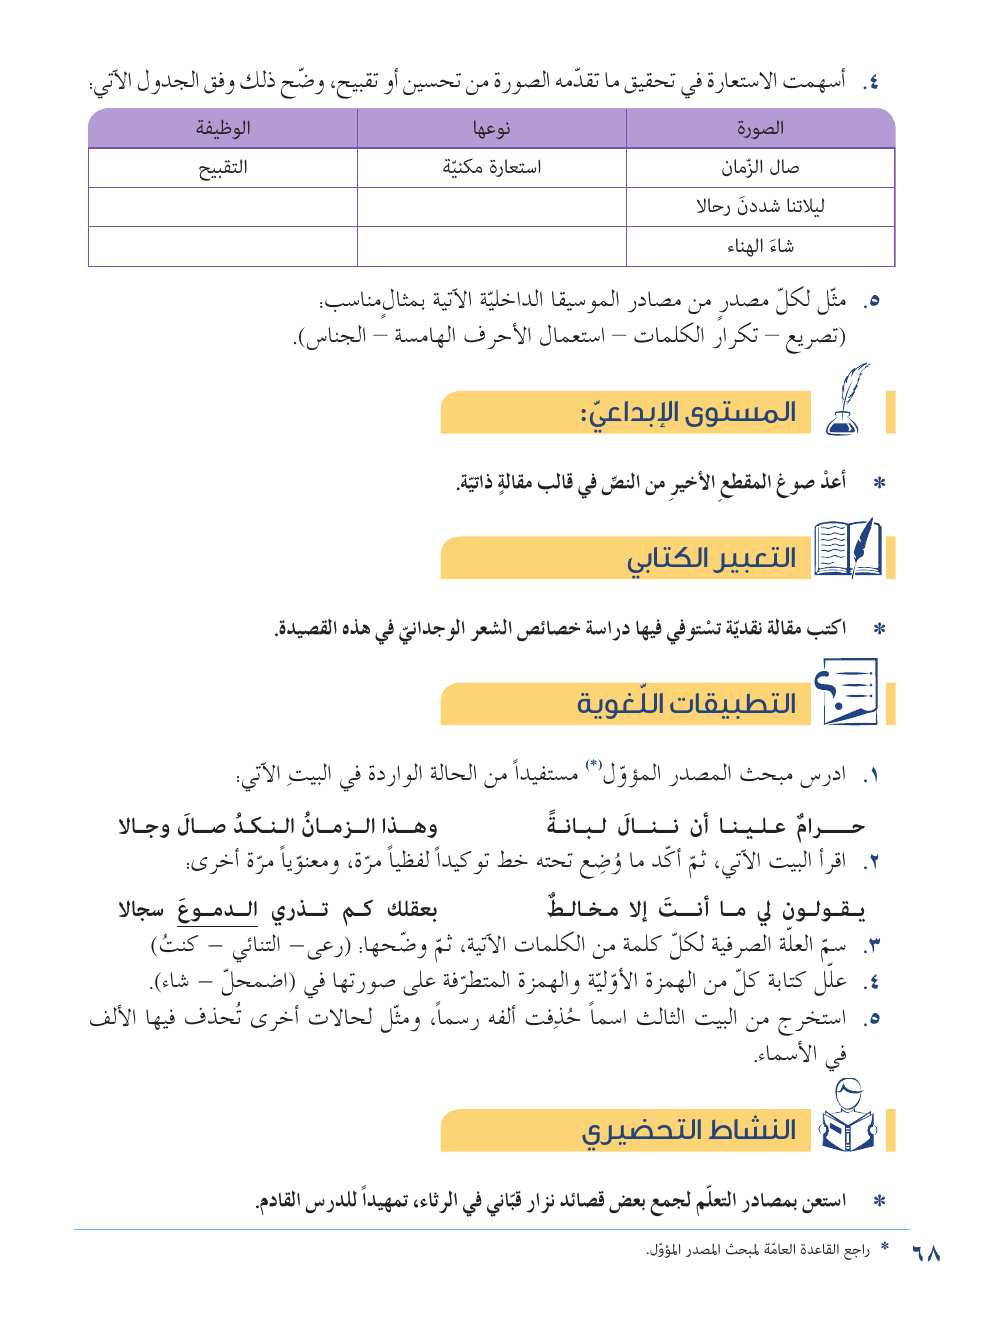 ٤. أسهمت الاستعارة في تحقيق ما تقدّمه الصورة من تحسين أو تقبيح، وضّح ذلك وفق الجدول الآتي:
الصورة نوعها الوظيفة
صال الزّمان استعارة مكنيّة التقبيح
ليلاتنا شددنَ رحالا
شاءَ الهناء
٥. مثّل لكلّ مصدرٍ من مصادر الموسيقا الداخليّة الآتية بمثالٍ مناسب:
(تصريع – تكرار الكلمات – استعمال الأحرف الهامسة – الجناس).
المستوى الإبداعيّ:
* أعدْ صوغ المقطعِ الأخيرِ من النصِّ في قالب مقالةٍ ذاتيّة.
التعبير الكتابي
* اكتب مقالة نقديّة تسْتوفي فيها دراسة خصائص الشعر الوجدانيّ في هذه القصيدة.
التطبيقات اللّغوية
١. ادرس مبحث المصدر المؤوّل(*) مستفيداً من الحالة الواردة في البيتِ الآتي:
حــــرامٌ عـلـيـنـا أن نـنـالَ لـبـانـةً وهـــذا الـزمـانُ الـنـكـدُ صــالَ وجـالا
٢. اقرأ البيت الآتي، ثمّ أكّد ما وُضِع تحته خط توكيداً لفظياً مرّة، ومعنوّياً مرّة أخرى:
يـقـولـون لي مـا أنــتَ إلا مـخـالـطٌ بعقلك كـم تـذري الـدمـوعَ سجالا
٣. سمّ العلّة الصرفية لكلّ كلمة من الكلمات الآتية، ثمّ وضّحها: (رعى– التنائي – كنتُ)
٤. علّل كتابة كلّ من الهمزة الأوّليّة والهمزة المتطرّفة على صورتها في (اضمحلّ – شاء).
٥. استخرج من البيت الثالث اسماً حُذِفت ألفه رسماً، ومثّل لحالات أخرى تُحذف فيها الألف
في الأسماء.
النشاط التحضيري
* استعن بمصادر التعلّم لجمع بعض قصائد نزار قبّاني في الرثاء، تمهيداً للدرس القادم.
* راجع القاعدة العامّة لمبحث المصدر المؤوّل.
٦٨